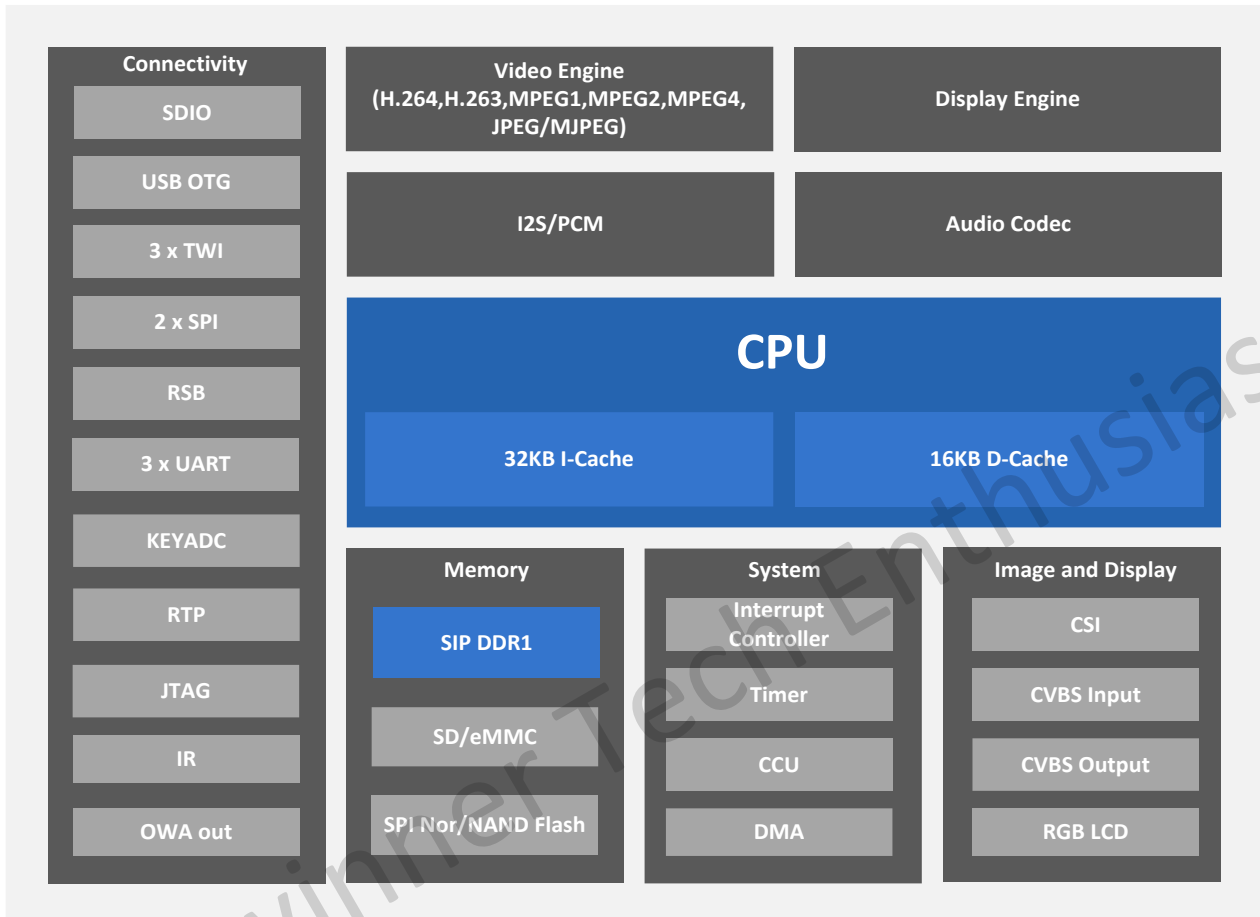 Connectivity
SDIO
USB OTG
3 x TWI
2 x SPI
RSB
3 x UART
KEYADC
RTP
JTAG
IR
OWA out
Video Engine
(H.264,H.263,MPEG1,MPEG2,MPEG4,
JPEG/MJPEG)
Display Engine
I2S/PCM
Audio Codec
CPU
32KB I-Cache
16KB D-Cache
Memory
SIP DDR1
SD/eMMC
SPI Nor/NAND Flash
System
Interrupt
Controller
Timer
CCU
DMA
Image and Display
CSI
CVBS Input
CVBS Output
RGB LCD
winner Tech Enthusias